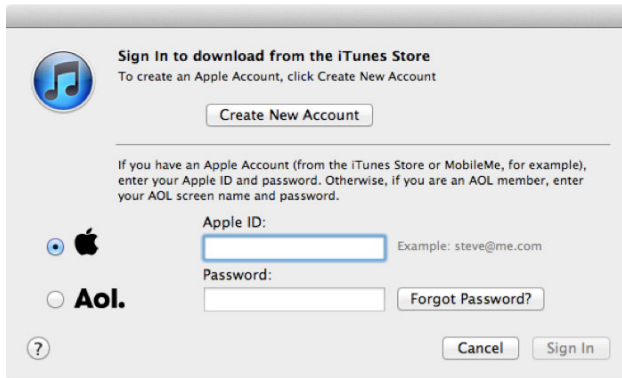 Sign In to download from the iTunes Store
To create an Apple Account, click Create New Account
Create New Account
If you have an Apple Account (from the iTunes Store or MobileMe, for example),
enter your Apple ID and password. Otherwise, if you are an AOL member, enter
your AOL screen name and password.
Apple ID:
Example: steve@me.com
Password:
Aol.
Forgot Password?
?
Cancel
Sign In